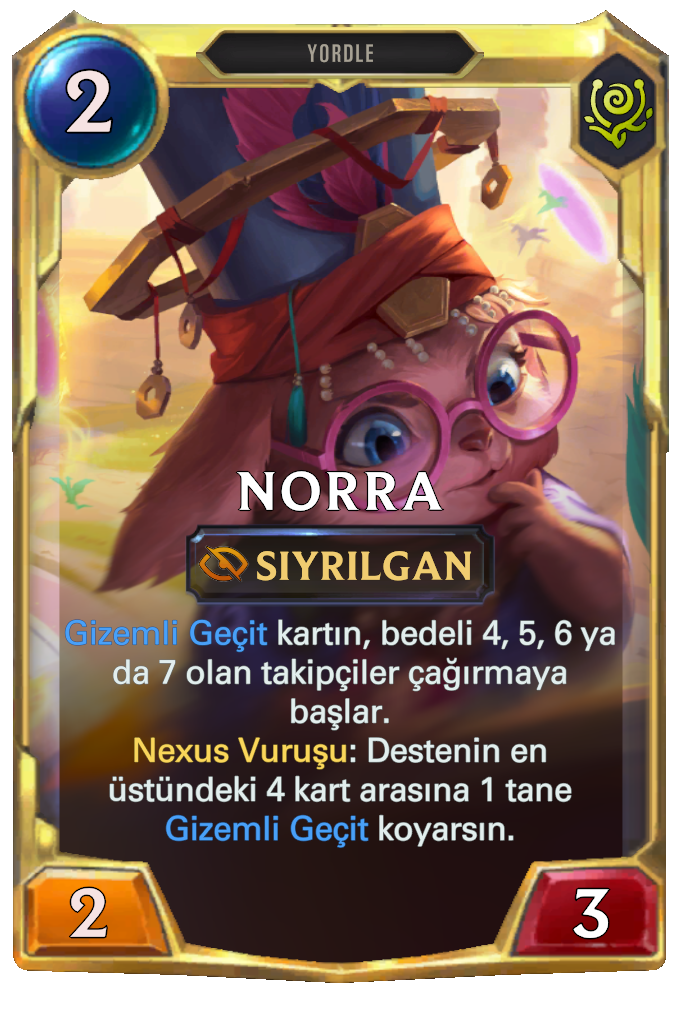 YORDLE
2
NORRA
SIYRILGAN
Gizemli Geçit kartın, bedeli 4, 5, 6 ya
da 7 olan takipçiler çağırmaya
başlar.
Nexus Vuruşu: Destenin en
üstündeki 4 kart arasına 1 tane
Gizemli Geçit koyarsın.
2
3